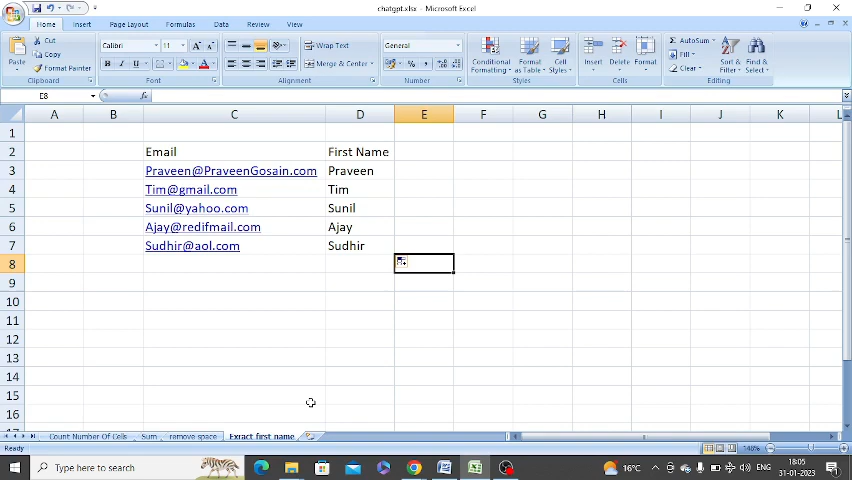 chatgpt.xlsx - Microsoft Excel
Home Insert Page Layout Formulas Data Review View
Paste
Cut
Copy
Format Painter
Clipboard
Calibri 11
B I U
Font
Wrap Text
Merge & Center
Alignment
General
Number
Conditional Formatting
Format as Table
Cell Styles
Styles
Insert Delete Format
Cells
Σ AutoSum
Fill
Clear
Sort & Filter
Find & Select
Editing
E8 fx
A B C D E F G H I J K L
1
2 Email First Name
3 Praveen@PraveenGosain.com Praveen
4 Tim@gmail.com Tim
5 Sunil@yahoo.com Sunil
6 Ajay@redifmail.com Ajay
7 Sudhir@aol.com Sudhir
8
9
10
11
12
13
14
15
16
Count Number Of Cells Sum remove space Exract first name
Ready 148%
Type here to search 16°C ENG 18:05
31-01-2023